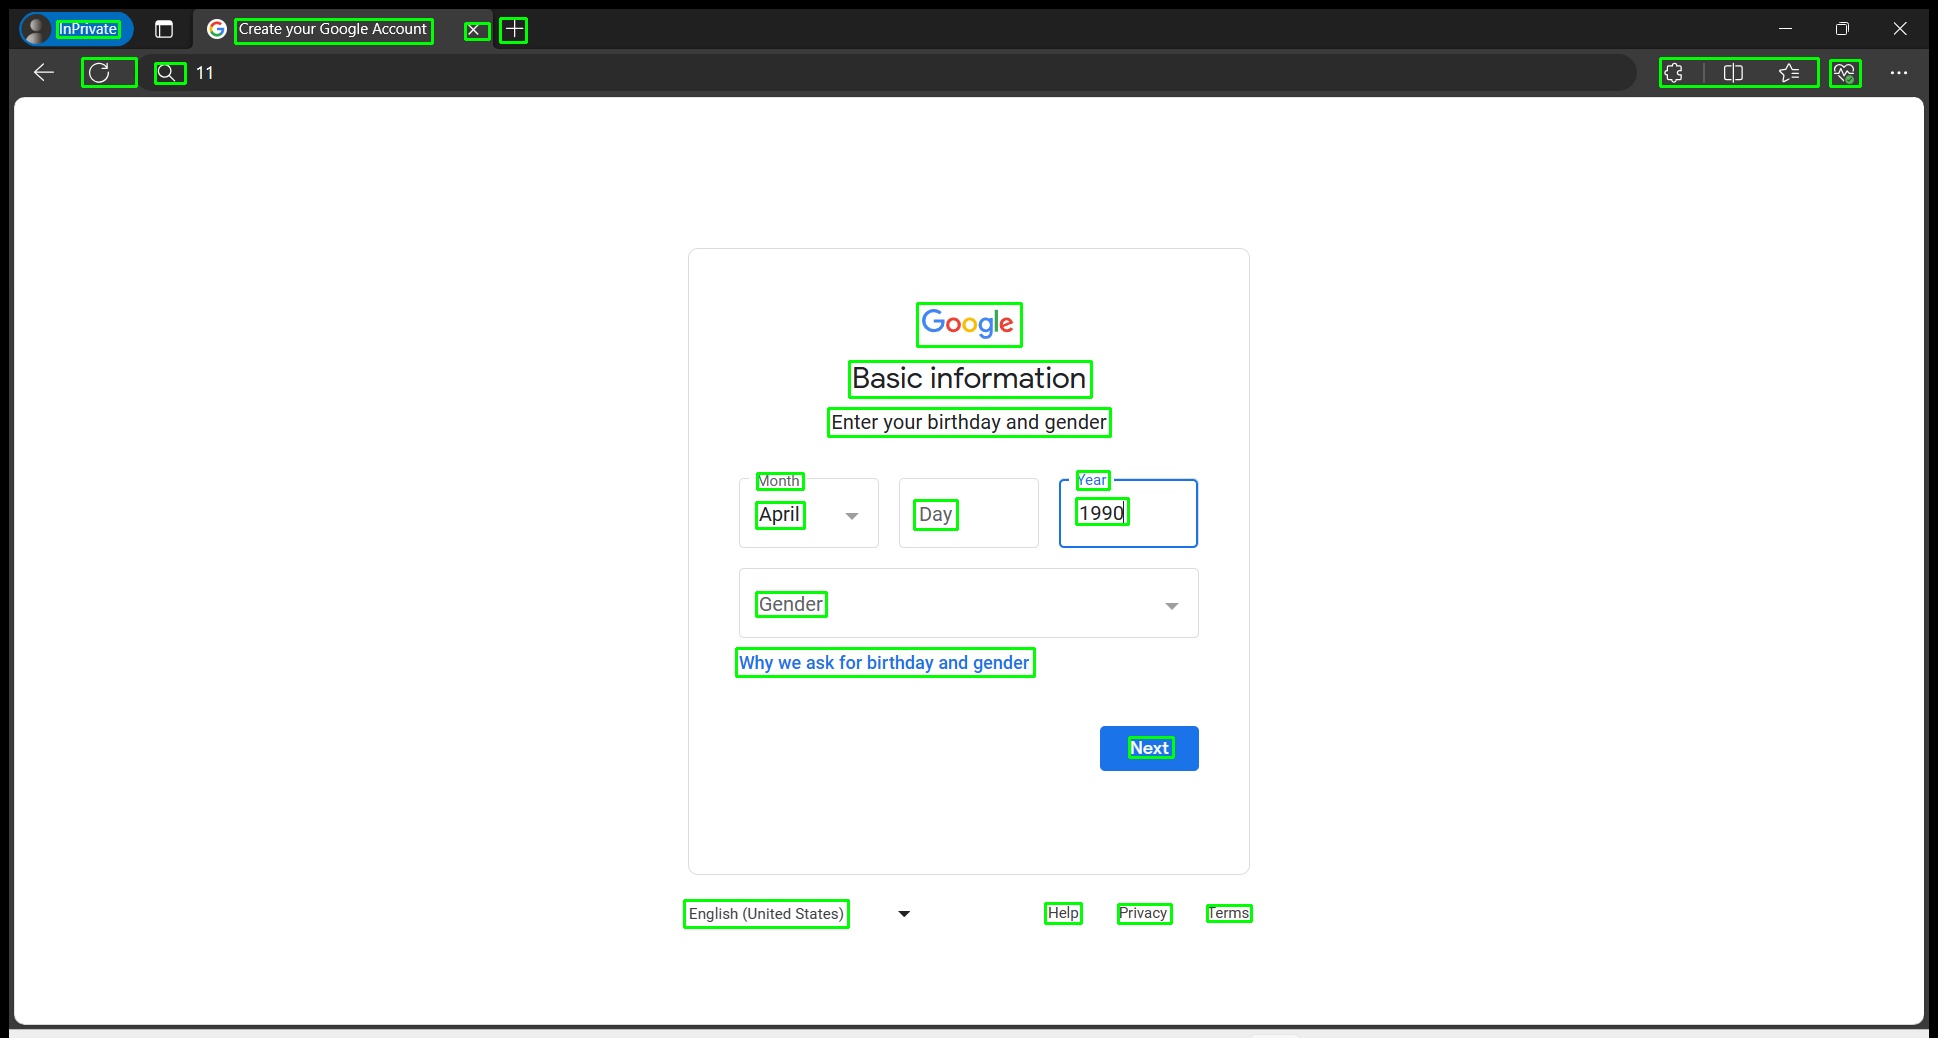 InPrivate
Create your Google Account
11
Google
Basic information
Enter your birthday and gender
Month
April
Day
Year
1990
Gender
Why we ask for birthday and gender
Next
English (United States)
Help
Privacy
Terms